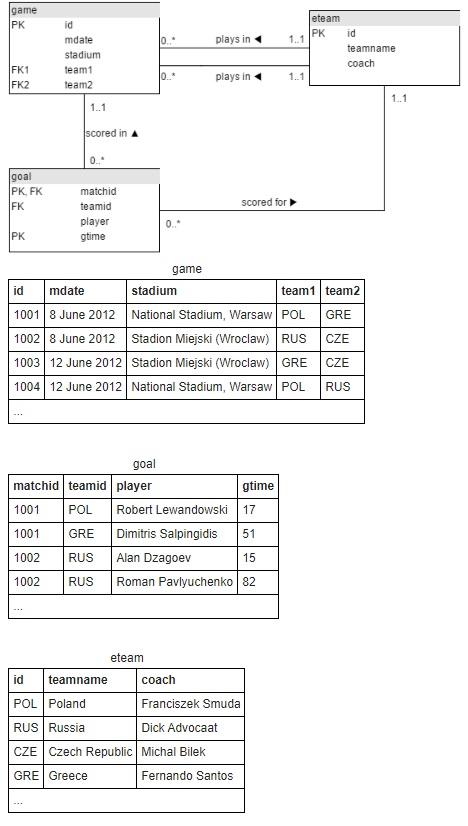 game
PK id
mdate
stadium
FK1 team1
FK2 team2
0..* plays in ◀ 1..1
0..* plays in ◀ 1..1
eteam
PK id
teamname
coach
1..1
1..1
scored in ▲
0..*
goal
PK, FK matchid
FK teamid
player
PK gtime
scored for ▶
0..*
game
id mdate stadium team1 team2
1001 8 June 2012 National Stadium, Warsaw POL GRE
1002 8 June 2012 Stadion Miejski (Wroclaw) RUS CZE
1003 12 June 2012 Stadion Miejski (Wroclaw) GRE CZE
1004 12 June 2012 National Stadium, Warsaw POL RUS
...
goal
matchid teamid player gtime
1001 POL Robert Lewandowski 17
1001 GRE Dimitris Salpingidis 51
1002 RUS Alan Dzagoev 15
1002 RUS Roman Pavlyuchenko 82
...
eteam
id teamname coach
POL Poland Franciszek Smuda
RUS Russia Dick Advocaat
CZE Czech Republic Michal Bilek
GRE Greece Fernando Santos
...